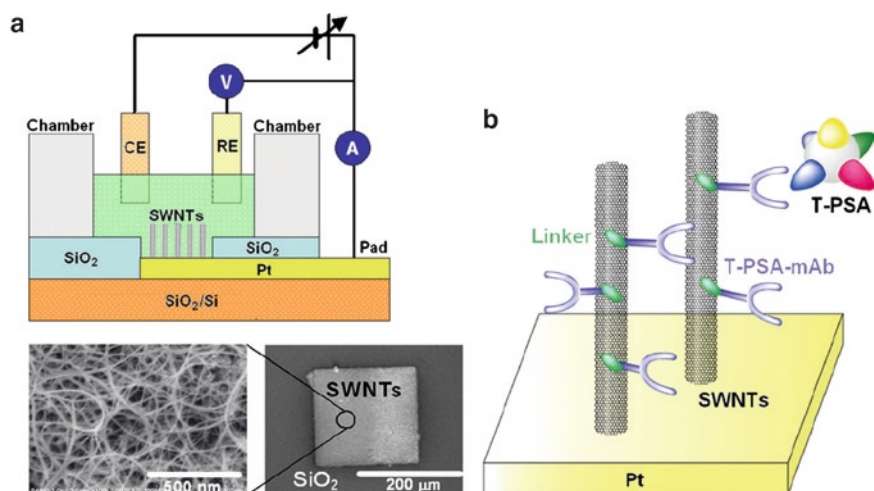 a
V
Chamber
CE
RE
Chamber
A
SWNTs
SiO₂
SiO₂
Pad
Pt
SiO₂/Si
500 nm
SWNTs
SiO₂
200 μm
b
T-PSA
Linker
T-PSA-mAb
SWNTs
Pt